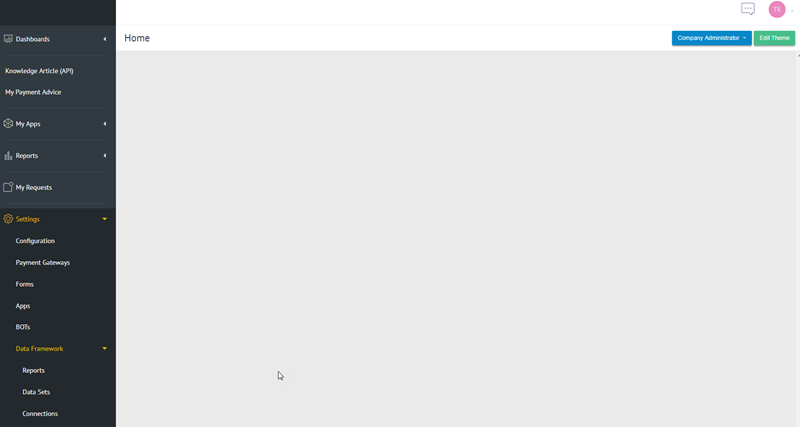 TE
Home
Company Administrator
Edit Theme
Dashboards
Knowledge Article (API)
My Payment Advice
My Apps
Reports
My Requests
Settings
Configuration
Payment Gateways
Forms
Apps
BOTs
Data Framework
Reports
Data Sets
Connections